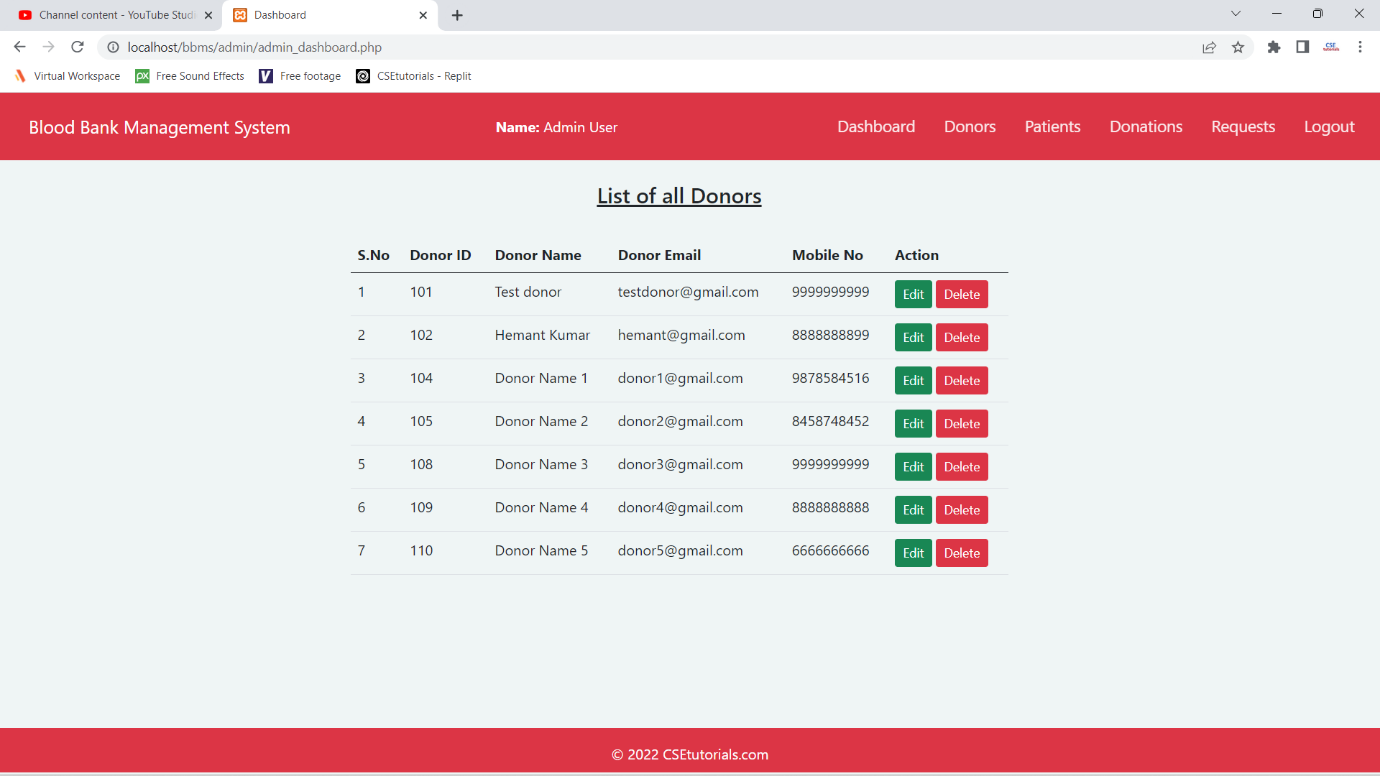 Channel content - YouTube Studi
Dashboard
localhost/bbms/admin/admin_dashboard.php
Virtual Workspace
px Free Sound Effects
V Free footage
CSEtutorials - Replit
Blood Bank Management System
Name: Admin User
Dashboard Donors Patients Donations Requests Logout
List of all Donors
S.No Donor ID Donor Name Donor Email Mobile No Action
1 101 Test donor testdonor@gmail.com 9999999999 Edit Delete
2 102 Hemant Kumar hemant@gmail.com 8888888899 Edit Delete
3 104 Donor Name 1 donor1@gmail.com 9878584516 Edit Delete
4 105 Donor Name 2 donor2@gmail.com 8458748452 Edit Delete
5 108 Donor Name 3 donor3@gmail.com 9999999999 Edit Delete
6 109 Donor Name 4 donor4@gmail.com 8888888888 Edit Delete
7 110 Donor Name 5 donor5@gmail.com 6666666666 Edit Delete
© 2022 CSEtutorials.com